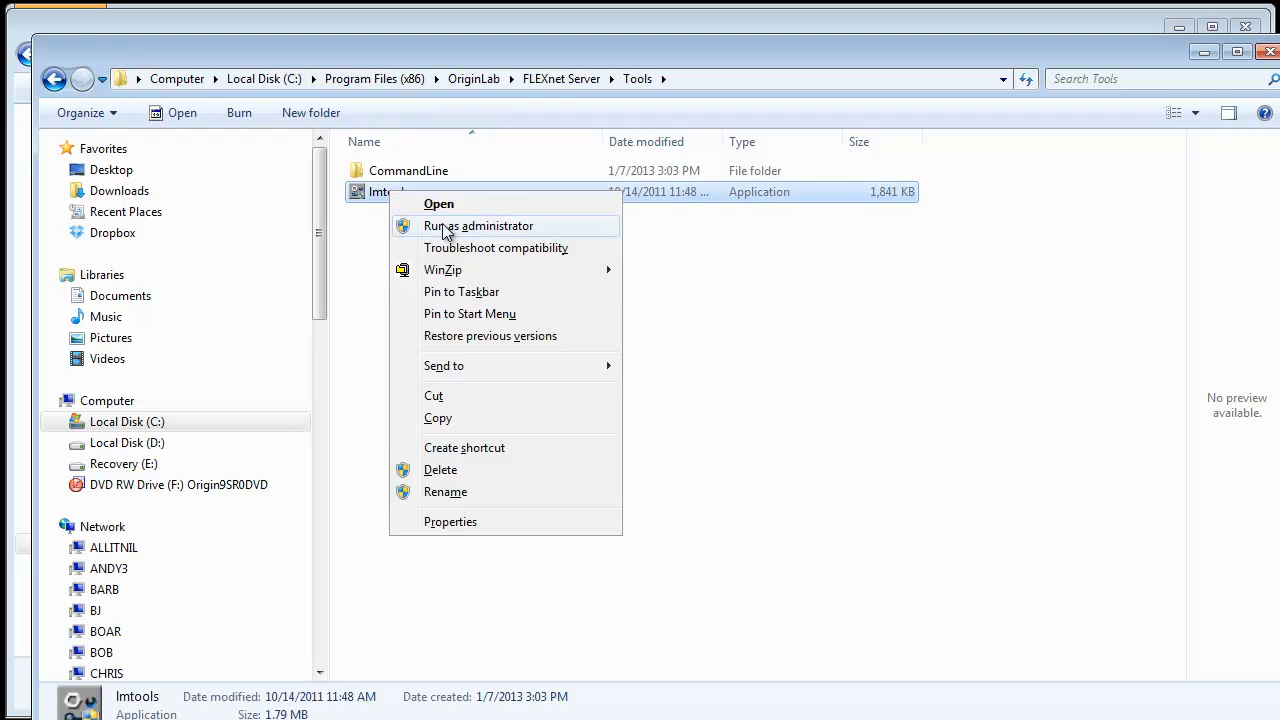 Computer Local Disk (C:) Program Files (x86) OriginLab FLEXnet Server Tools Search Tools
Organize Open Burn New folder
Name Date modified Type Size
Favorites
Desktop
Downloads
Recent Places
Dropbox
Libraries
Documents
Music
Pictures
Videos
Computer
Local Disk (C:)
Local Disk (D:)
Recovery (E:)
DVD RW Drive (F:) Origin9SR0DVD
Network
ALLITNIL
ANDY3
BARB
BJ
BOAR
BOB
CHRIS
CommandLine 1/7/2013 3:03 PM File folder
lmtools 10/14/2011 11:48 ... Application 1,841 KB
Open
Run as administrator
Troubleshoot compatibility
WinZip
Pin to Taskbar
Pin to Start Menu
Restore previous versions
Send to
Cut
Copy
Create shortcut
Delete
Rename
Properties
No preview
available.
lmtools Date modified: 10/14/2011 11:48 AM Date created: 1/7/2013 3:03 PM
Application Size: 1.79 MB